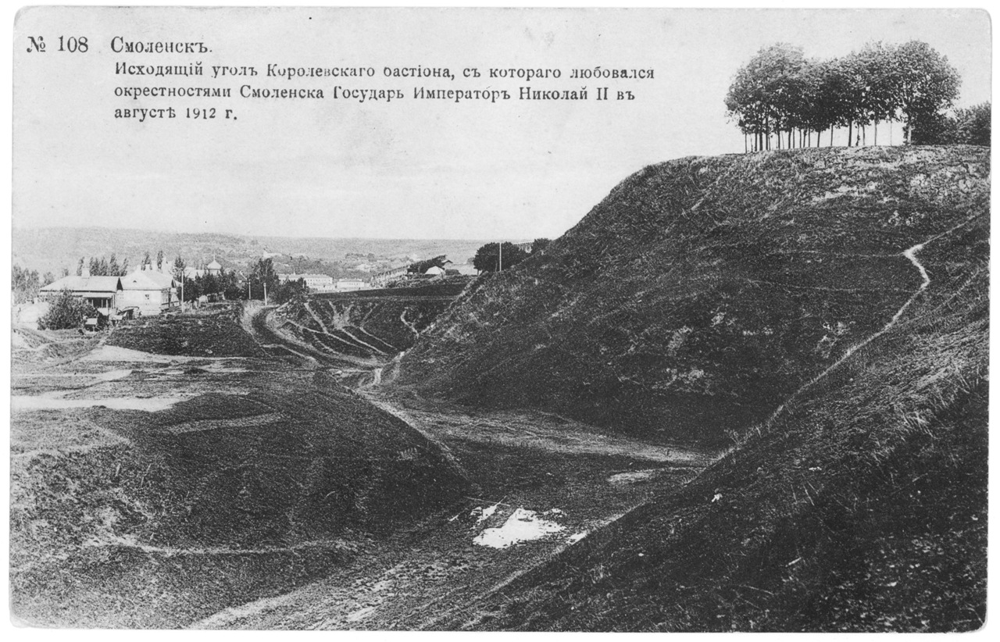 № 108 Смоленскъ.
Исходящій уголъ Королевскаго бастіона, съ котораго любовался
окрестностями Смоленска Государь Императоръ Николай II въ
августѣ 1912 г.